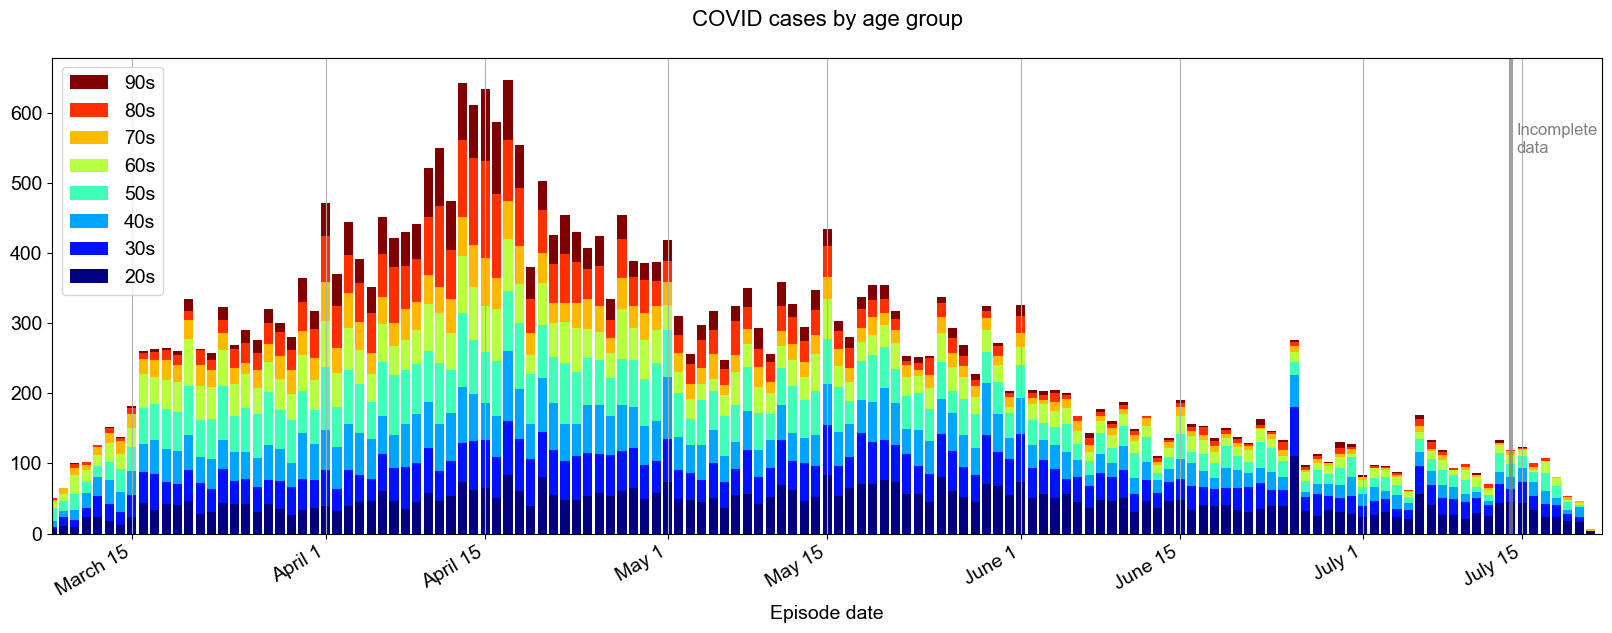 COVID cases by age group
600
500
400
300
200
100
0
90s
80s
70s
60s
50s
40s
30s
20s
Incomplete
data
March 15
April 1
April 15
May 1
May 15
June 1
June 15
July 1
July 15
Episode date